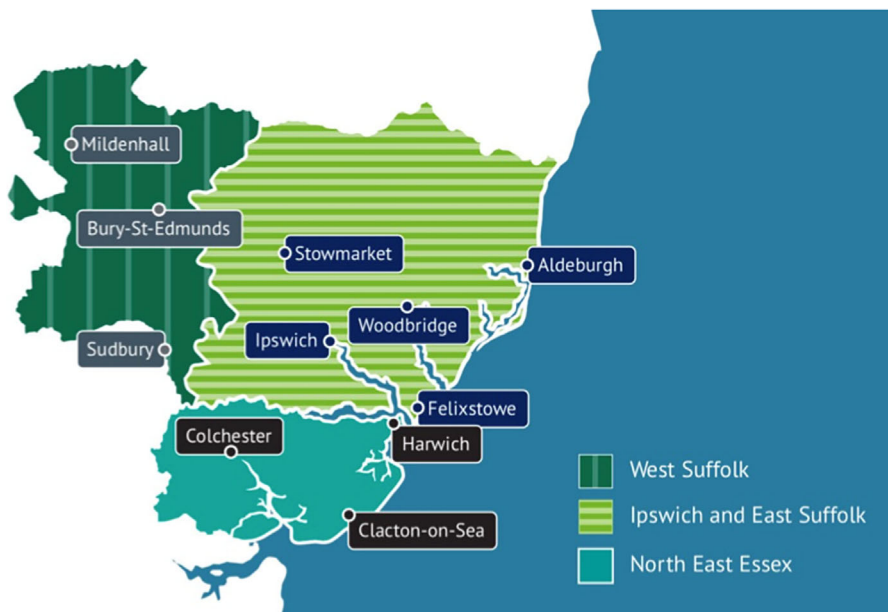 Mildenhall
Bury-St-Edmunds
Stowmarket
Aldeburgh
Woodbridge
Ipswich
Sudbury
Felixstowe
Colchester
Harwich
Clacton-on-Sea
West Suffolk
Ipswich and East Suffolk
North East Essex